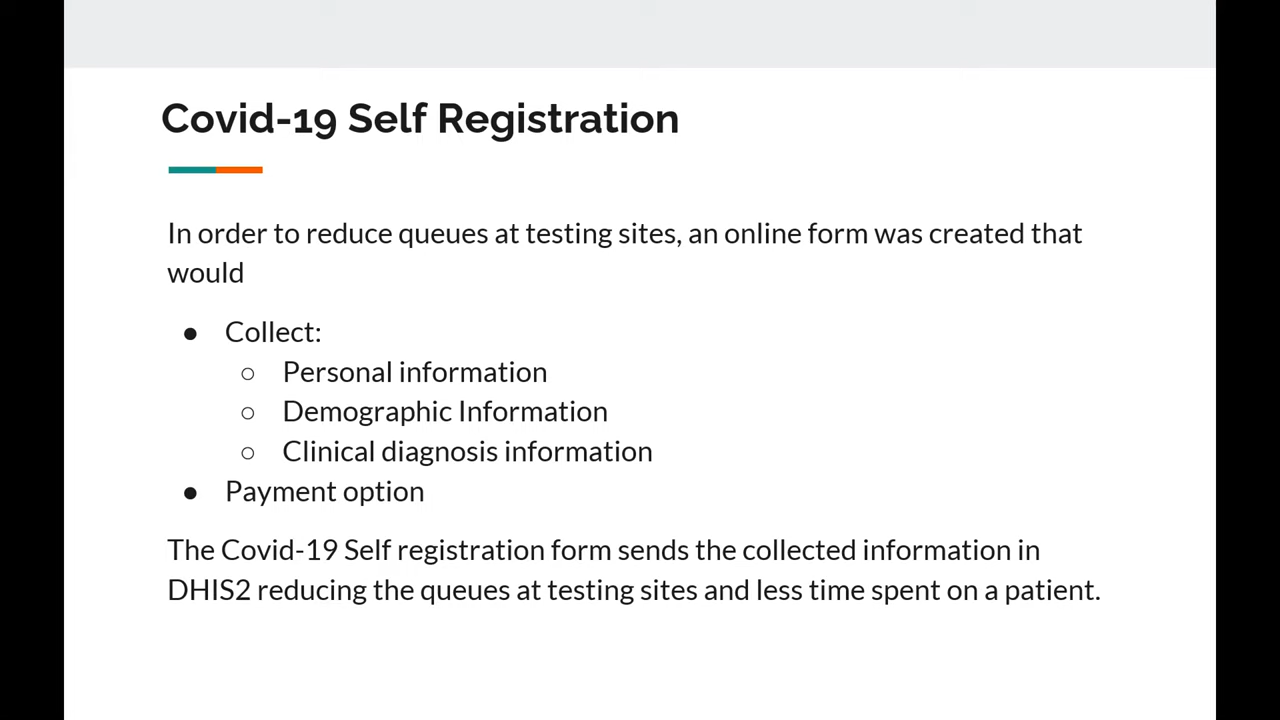 Covid-19 Self Registration
In order to reduce queues at testing sites, an online form was created that
would
● Collect:
○ Personal information
○ Demographic Information
○ Clinical diagnosis information
● Payment option
The Covid-19 Self registration form sends the collected information in
DHIS2 reducing the queues at testing sites and less time spent on a patient.